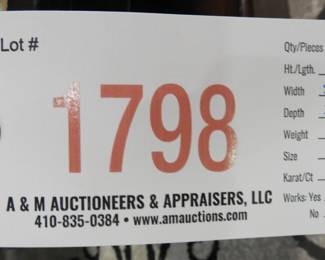 Lot #
1798
A & M AUCTIONEERS & APPRAISERS, LLC
410-835-0384 • www.amauctions.com
Qty/Pieces
Ht./Lgth.
Width
Depth
Weight
Size
Karat/Ct
Works: Yes
No